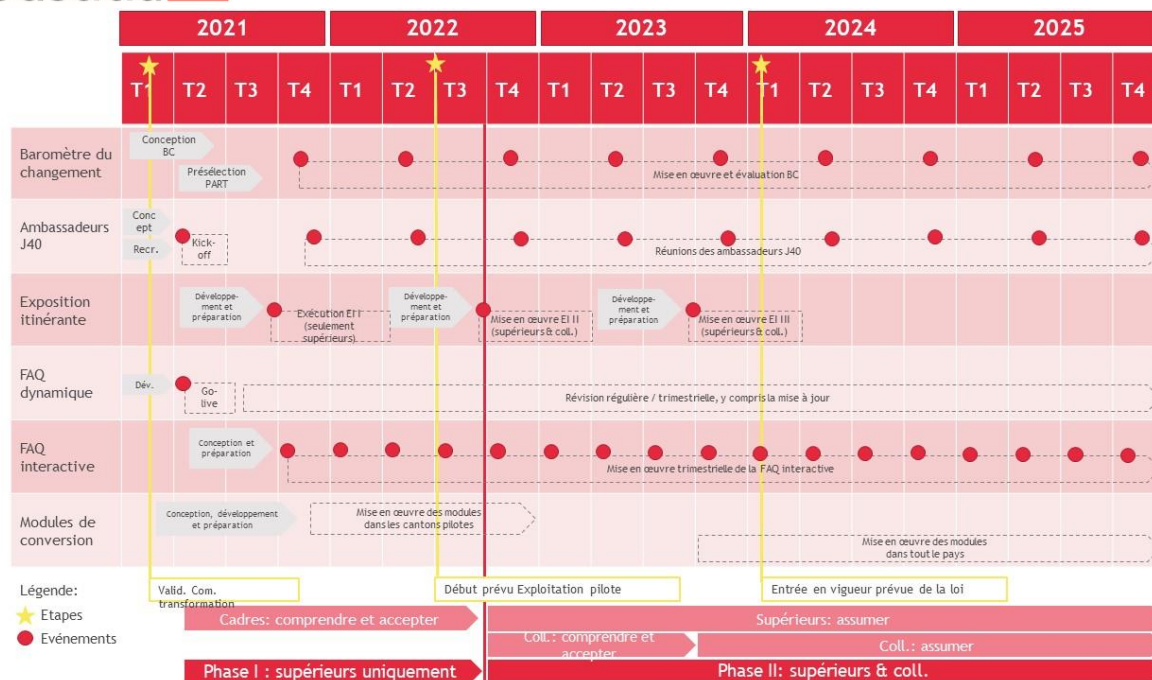 2021 2022 2023 2024 2025
T1 T2 T3 T4 T1 T2 T3 T4 T1 T2 T3 T4 T1 T2 T3 T4 T1 T2 T3 T4
Baromètre du
changement
Conception
BC
Présélection
PART
Mise en œuvre et évaluation BC
Ambassadeurs
J40
Conc
ept
Recr.
Kick-
off
Réunions des ambassadeurs J40
Exposition
itinérante
Développe-
ment et
préparation
Exécution EI I
(seulement
supérieurs)
Développe-
ment et
préparation
Mise en œuvre EI II
(supérieurs & coll.)
Développe-
ment et
préparation
Mise en œuvre EI III
(supérieurs & coll.)
FAQ
dynamique
Dév.
Go-
live
Révision régulière / trimestrielle, y compris la mise à jour
FAQ
interactive
Conception et
préparation
Mise en œuvre trimestrielle de la FAQ interactive
Modules de
conversion
Conception, développement
et préparation
Mise en œuvre des modules
dans les cantons pilotes
Mise en œuvre des modules
dans tout le pays
Légende:
Etapes
Evénements
Valid. Com.
transformation
Début prévu Exploitation pilote
Entrée en vigueur prévue de la loi
Cadres: comprendre et accepter
Supérieurs: assumer
Coll.: comprendre et
accepter
Coll.: assumer
Phase I : supérieurs uniquement
Phase II: supérieurs & coll.